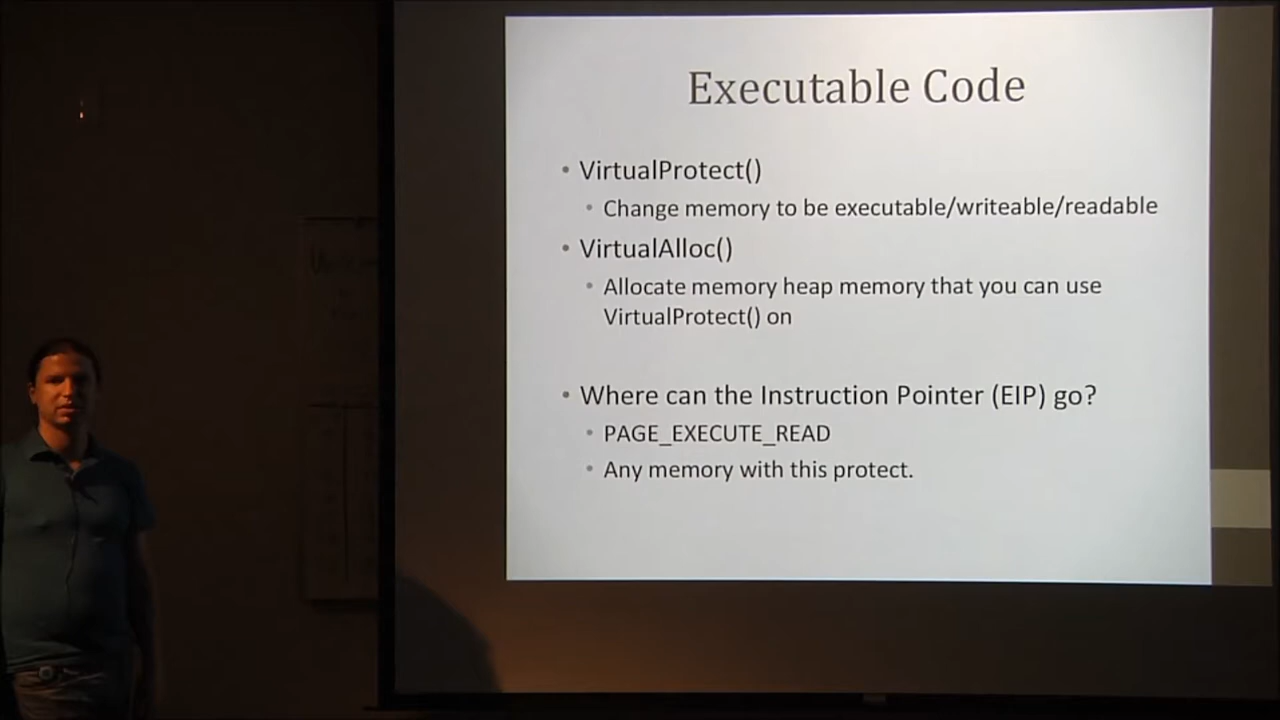 Executable Code
• VirtualProtect()
• Change memory to be executable/writeable/readable
• VirtualAlloc()
• Allocate memory heap memory that you can use
VirtualProtect() on
• Where can the Instruction Pointer (EIP) go?
• PAGE_EXECUTE_READ
• Any memory with this protect.